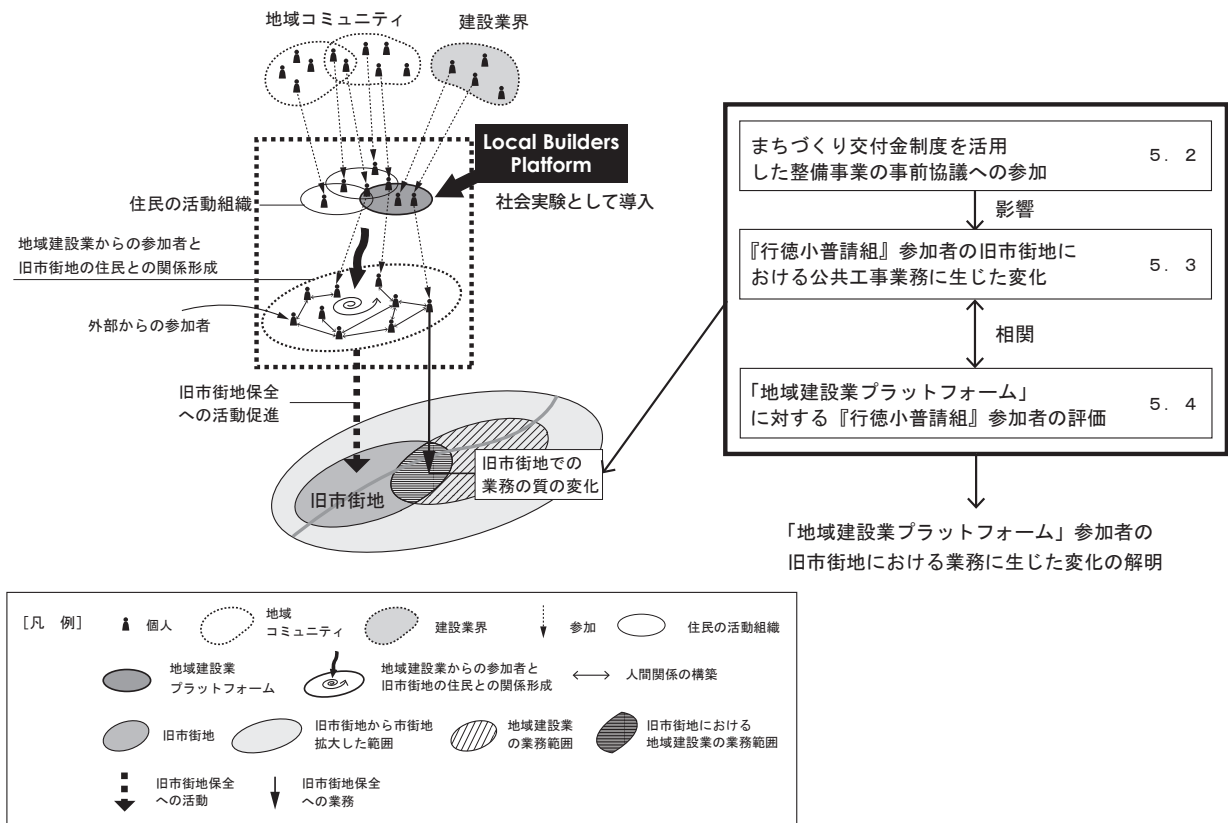 地域コミュニティ
建設業界
Local Builders
Platform
社会実験として導入
住民の活動組織
地域建設業からの参加者と
旧市街地の住民との関係形成
外部からの参加者
旧市街地保全
への活動促進
旧市街地での
業務の質の変化
旧市街地
まちづくり交付金制度を活用
した整備事業の事前協議への参加
5．2
影響
『行徳小普請組』参加者の旧市街地に
おける公共工事業務に生じた変化
5．3
相関
「地域建設業プラットフォーム」
に対する『行徳小普請組』参加者の評価
5．4
「地域建設業プラットフォーム」参加者の
旧市街地における業務に生じた変化の解明
［凡　例］
個人
地域
コミュニティ
建設業界
参加
住民の活動組織
地域建設業
プラットフォーム
地域建設業からの参加者と
旧市街地の住民との関係形成
人間関係の構築
旧市街地
旧市街地から市街地
拡大した範囲
地域建設業
の業務範囲
旧市街地における
地域建設業の業務範囲
旧市街地保全
への活動
旧市街地保全
への業務